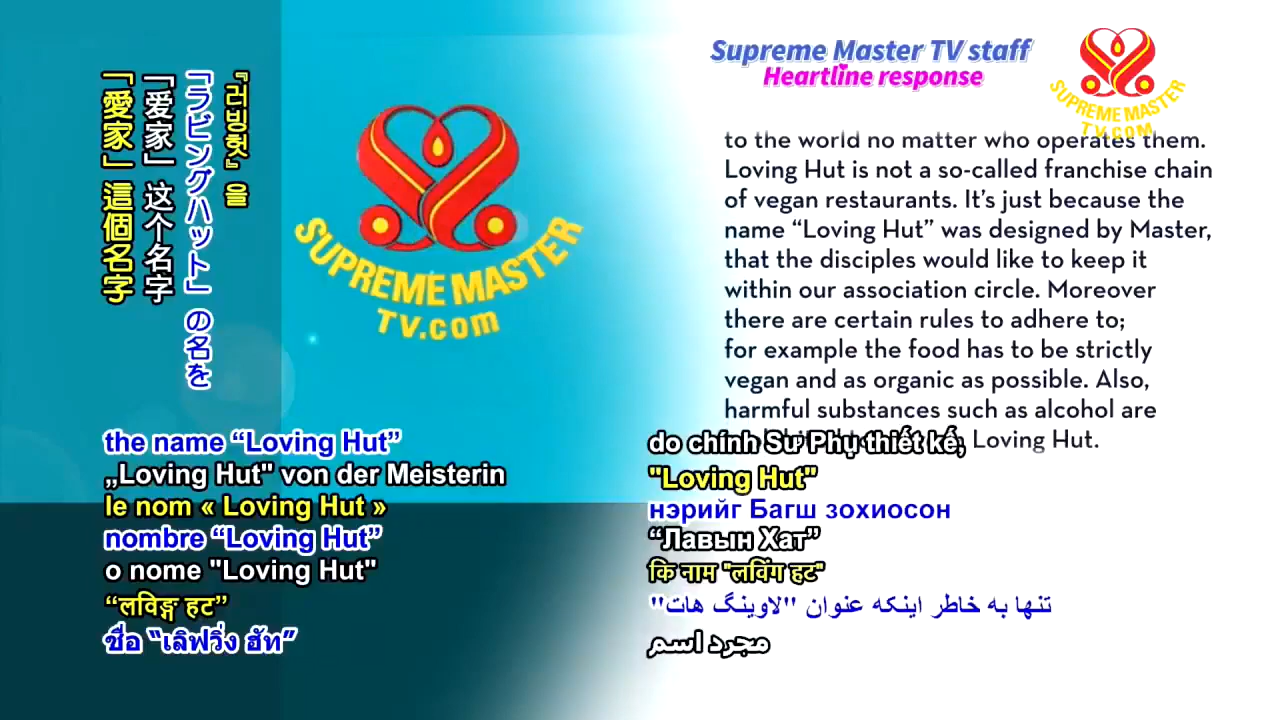 Supreme Master TV staff
Heartline response
SUPREME MASTER
TV.COM
『러빙헛』을
「ラビングハット」の名を
「爱家」这个名字
「愛家」這個名字
SUPREME MASTER
TV.com
to the world no matter who operates them.
Loving Hut is not a so-called franchise chain
of vegan restaurants. It’s just because the
name “Loving Hut” was designed by Master,
that the disciples would like to keep it
within our association circle. Moreover
there are certain rules to adhere to;
for example the food has to be strictly
vegan and as organic as possible. Also,
harmful substances such as alcohol are
Loving Hut.
the name “Loving Hut”
„Loving Hut" von der Meisterin
le nom « Loving Hut »
nombre “Loving Hut”
o nome "Loving Hut"
“लविङ्ग हट”
ชื่อ “เลิฟวิ่ง ฮัท”
do chính Sư Phụ thiết kế,
"Loving Hut"
нэрийг Багш зохиосон
“Лавын Хат”
कि नाम "लविंग हट"
تنها به خاطر اینکه عنوان "لاوینگ هات"
مجرد اسم